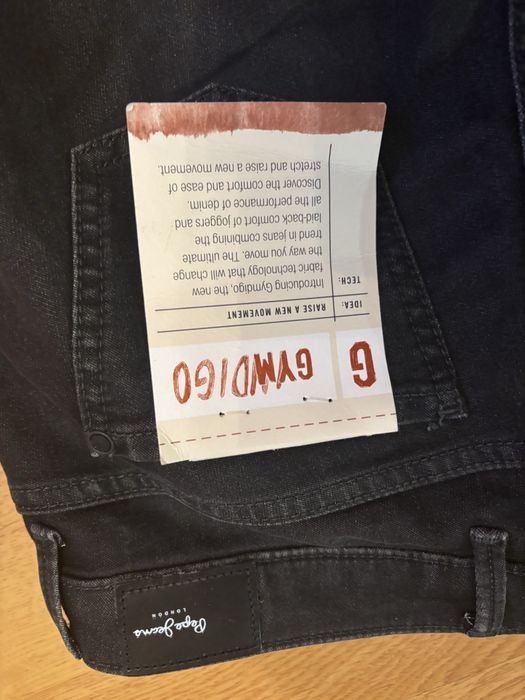 G GYMDIGO
IDEA: RAISE A NEW MOVEMENT
TECH: Introducing Gymdigo, the new
fabric technology that will change
the way you move. The ultimate
trend in jeans combining the
laid-back comfort of joggers and
all the performance of denim.
Discover the comfort and ease of
stretch and raise a new movement.
Pepe Jeans
LONDON